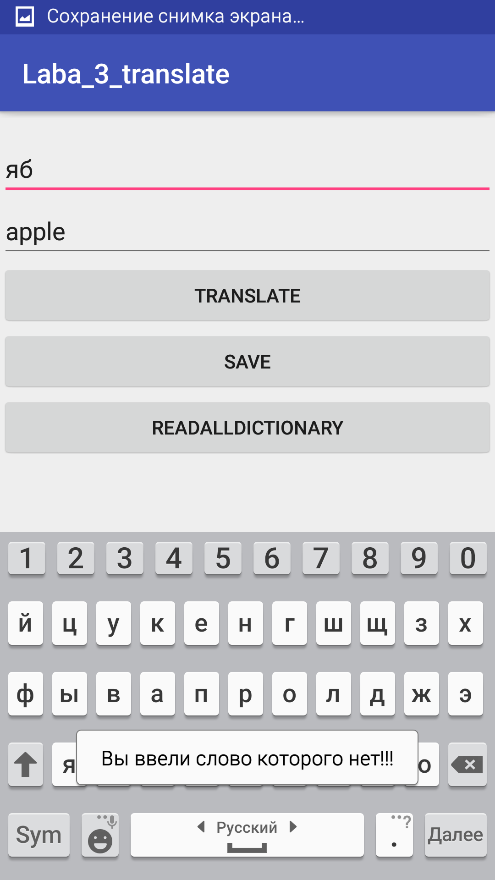 Сохранение снимка экрана...
Laba_3_translate
яб
apple
TRANSLATE
SAVE
READALLDICTIONARY
1 2 3 4 5 6 7 8 9 0
й ц у к е н г ш щ з х
ф ы в а п р о л д ж э
я ю
Вы ввели слово которого нет!!!
Sym Русский . ? Далее